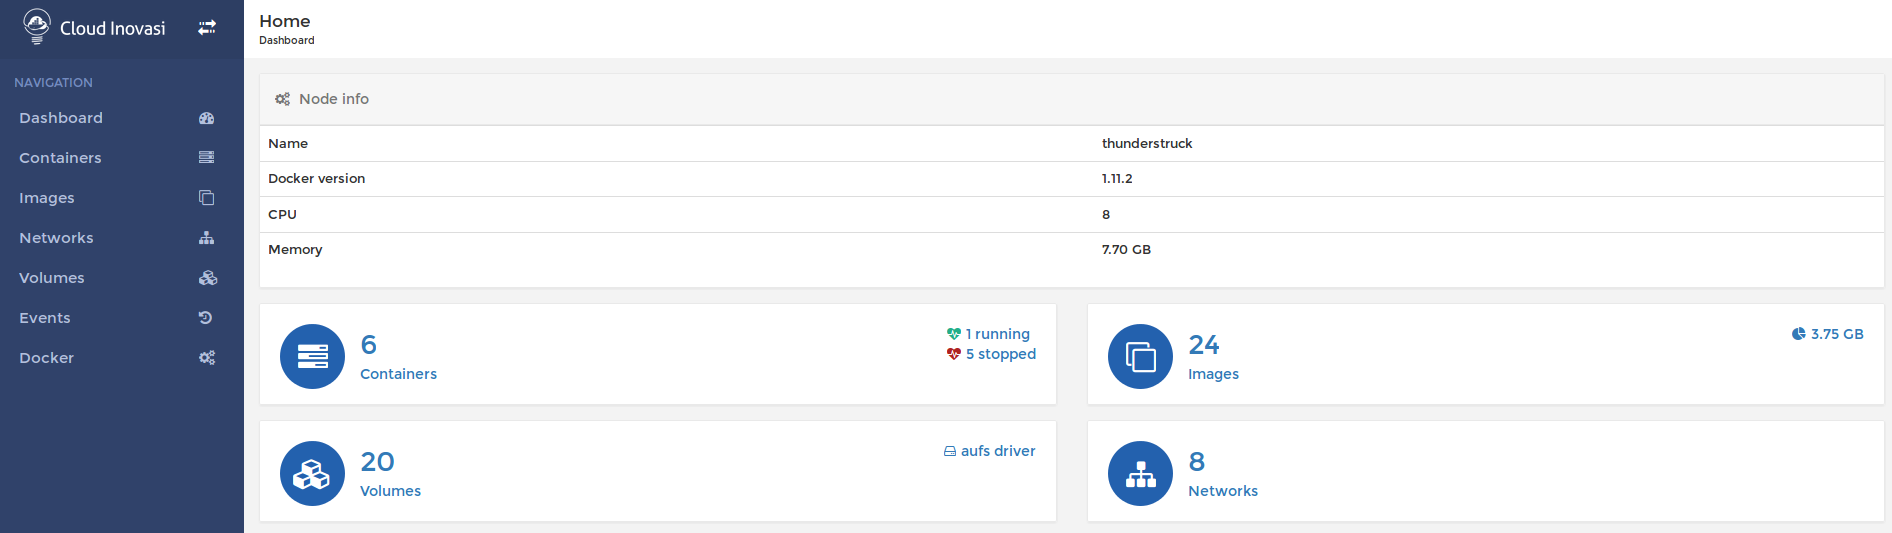 Cloud Inovasi
NAVIGATION
Dashboard
Containers
Images
Networks
Volumes
Events
Docker
Home
Dashboard
Node info
Name thunderstruck
Docker version 1.11.2
CPU 8
Memory 7.70 GB
6
Containers
1 running
5 stopped
24
Images
3.75 GB
20
Volumes
aufs driver
8
Networks